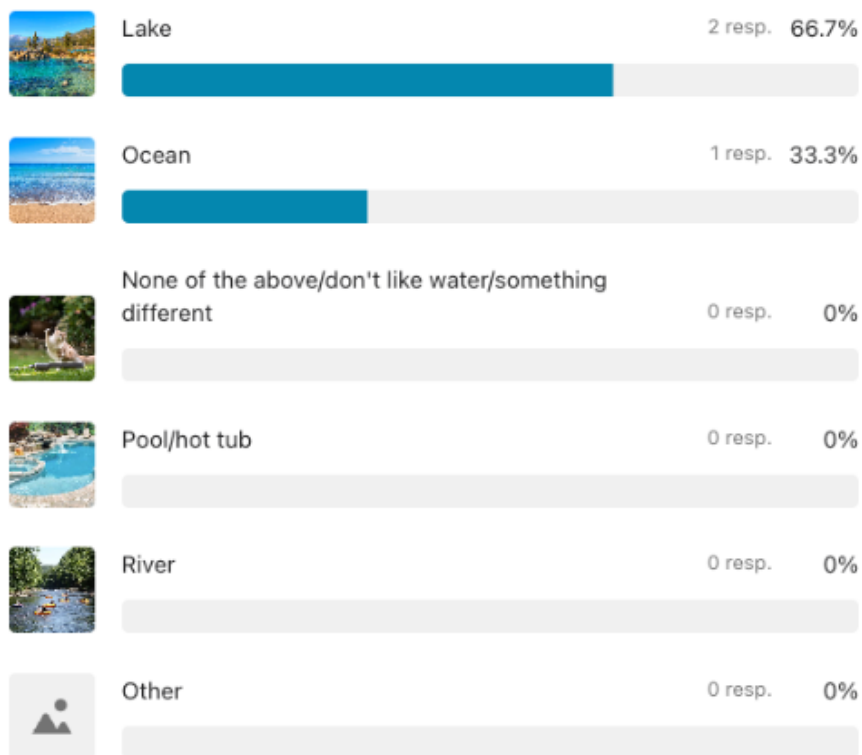 Lake 2 resp. 66.7%
Ocean 1 resp. 33.3%
None of the above/don't like water/something
different 0 resp. 0%
Pool/hot tub 0 resp. 0%
River 0 resp. 0%
Other 0 resp. 0%